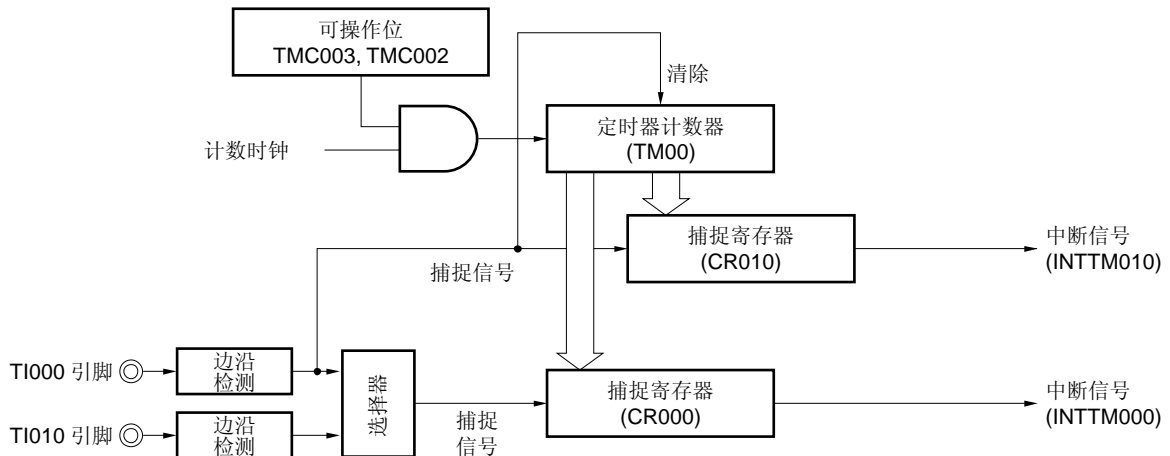 可操作位
TMC003, TMC002
清除
计数时钟
定时器计数器
(TM00)
捕捉寄存器
(CR010)
中断信号
(INTTM010)
捕捉信号
TI000 引脚
边沿
检测
选择器
捕捉寄存器
(CR000)
中断信号
(INTTM000)
TI010 引脚
边沿
检测
捕捉
信号